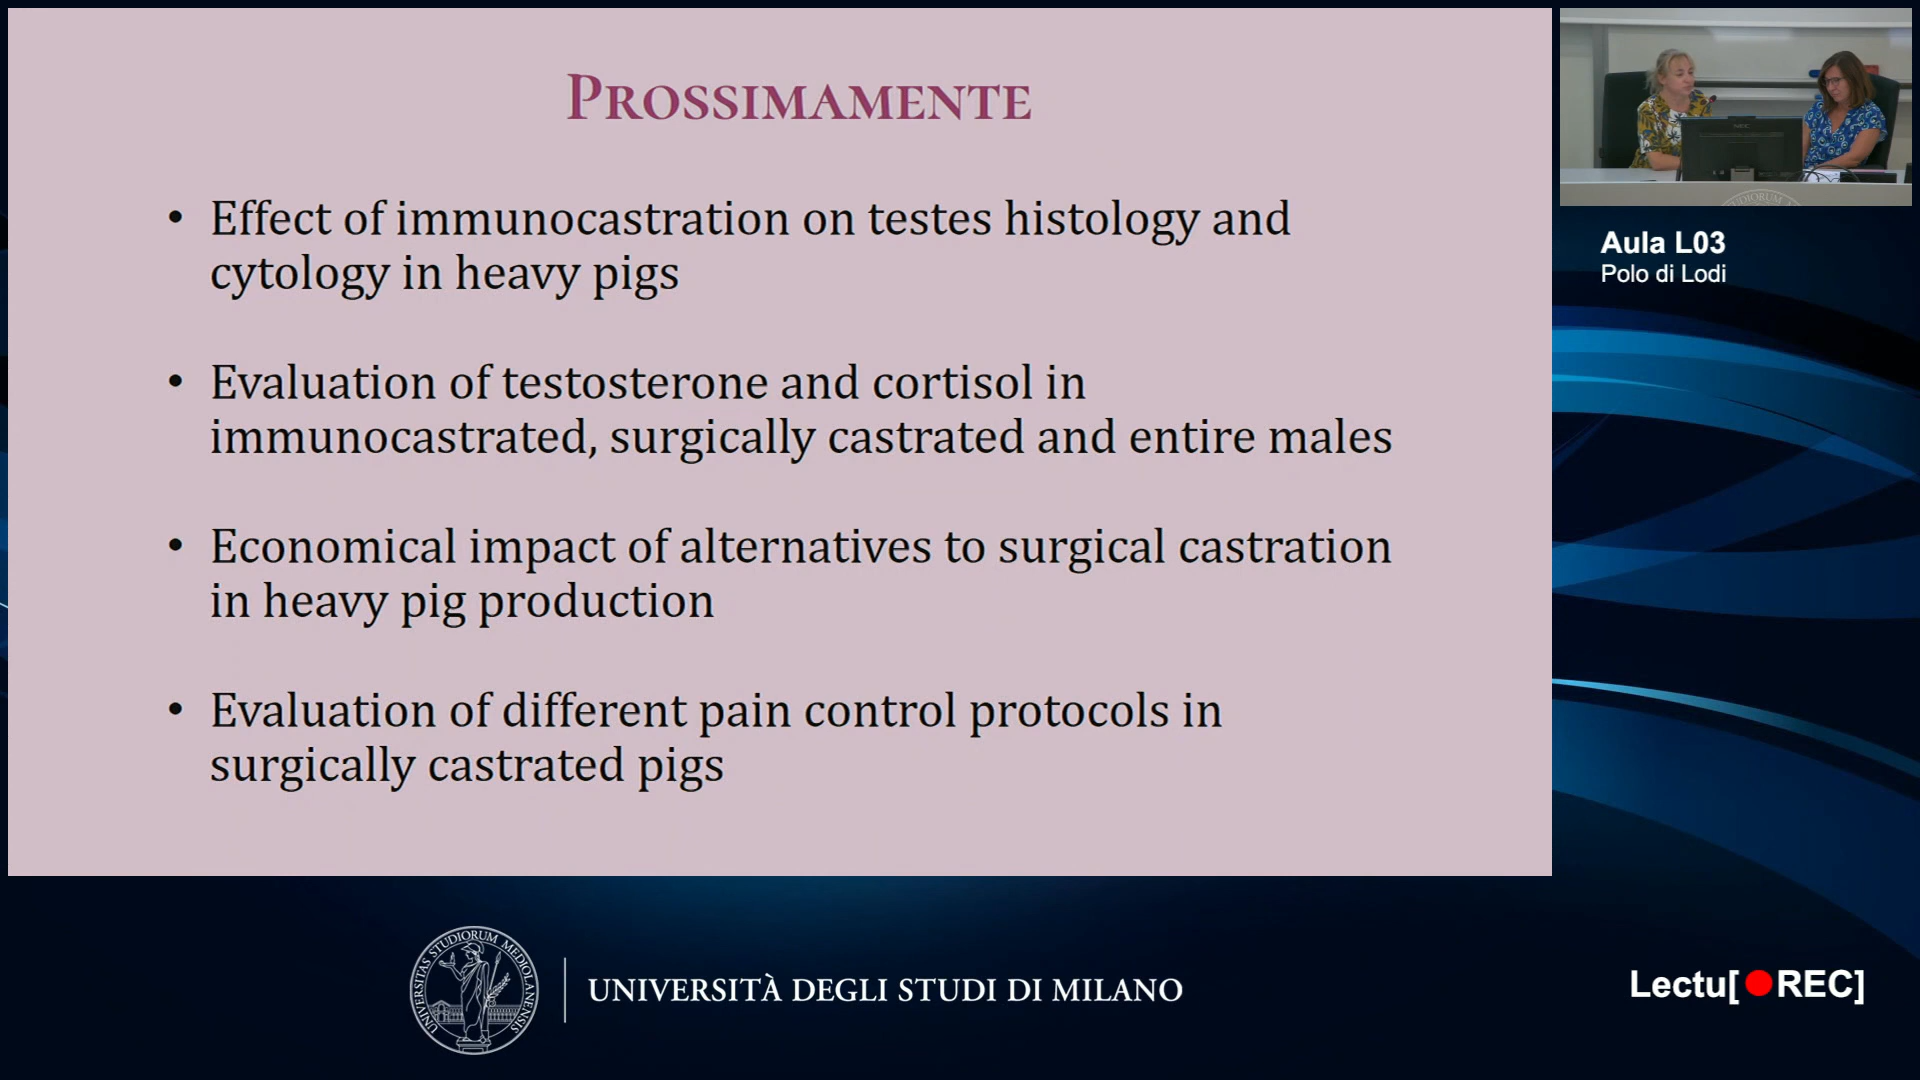 PROSSIMAMENTE
• Effect of immunocastration on testes histology and
cytology in heavy pigs
• Evaluation of testosterone and cortisol in
immunocastrated, surgically castrated and entire males
• Economical impact of alternatives to surgical castration
in heavy pig production
• Evaluation of different pain control protocols in
surgically castrated pigs
Aula L03
Polo di Lodi
UNIVERSITAS STUDIORUM MEDIOLANENSIS
UNIVERSITÀ DEGLI STUDI DI MILANO
Lectu[●REC]